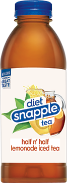 diet
snapple
tea
half n' half
lemonade iced tea